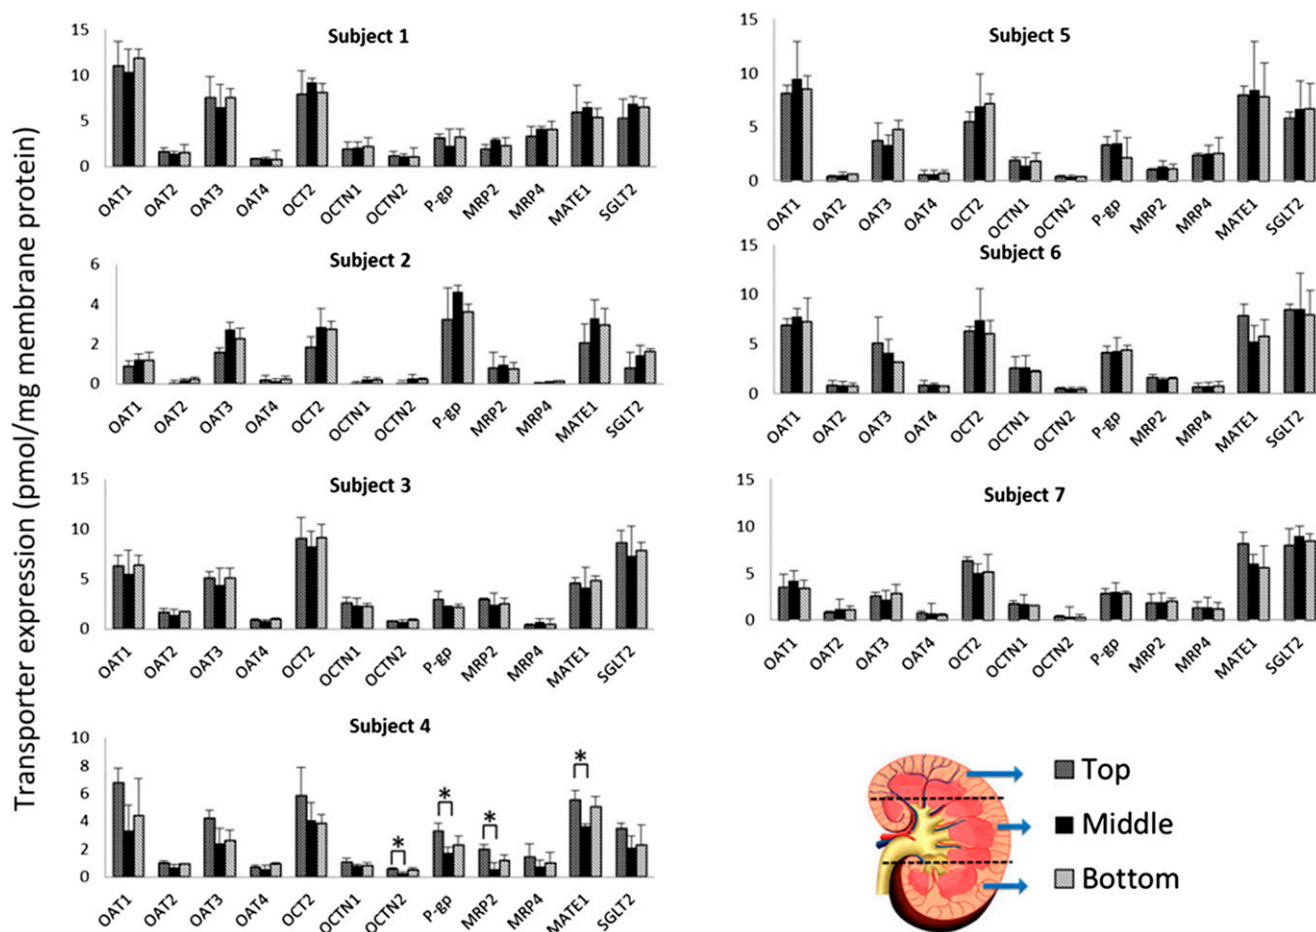 Transporter expression (pmol/mg membrane protein)
Subject 1
15
10
5
0
OAT1 OAT2 OAT3 OAT4 OCT2 OCTN1 OCTN2 P-gp MRP2 MRP4 MATE1 SGLT2
Subject 2
6
4
2
0
OAT1 OAT2 OAT3 OAT4 OCT2 OCTN1 OCTN2 P-gp MRP2 MRP4 MATE1 SGLT2
Subject 3
15
10
5
0
OAT1 OAT2 OAT3 OAT4 OCT2 OCTN1 OCTN2 P-gp MRP2 MRP4 MATE1 SGLT2
Subject 4
10
8
6
4
2
0
* * * *
OAT1 OAT2 OAT3 OAT4 OCT2 OCTN1 OCTN2 P-gp MRP2 MRP4 MATE1 SGLT2
Subject 5
15
10
5
0
OAT1 OAT2 OAT3 OAT4 OCT2 OCTN1 OCTN2 P-gp MRP2 MRP4 MATE1 SGLT2
Subject 6
15
10
5
0
OAT1 OAT2 OAT3 OAT4 OCT2 OCTN1 OCTN2 P-gp MRP2 MRP4 MATE1 SGLT2
Subject 7
15
10
5
0
OAT1 OAT2 OAT3 OAT4 OCT2 OCTN1 OCTN2 P-gp MRP2 MRP4 MATE1 SGLT2
Top
Middle
Bottom